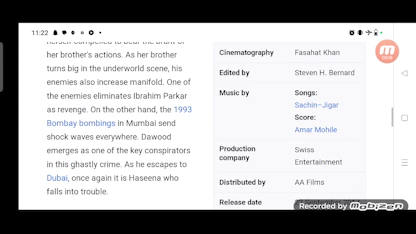 11:22
herself compelled to bear the brunt of
her brother's actions. As her brother
turns big in the underworld scene, his
enemies also increase manifold. One of
the enemies eliminates Ibrahim Parkar
as revenge. On the other hand, the 1993
Bombay bombings in Mumbai send
shock waves everywhere. Dawood
emerges as one of the key conspirators
in this ghastly crime. As he escapes to
Dubai, once again it is Haseena who
falls into trouble.
Cinematography Fasahat Khan
Edited by Steven H. Bernard
Music by Songs:
Sachin–Jigar
Score:
Amar Mohile
Production Swiss
company Entertainment
Distributed by AA Films
Release date
Recorded by Mobizen